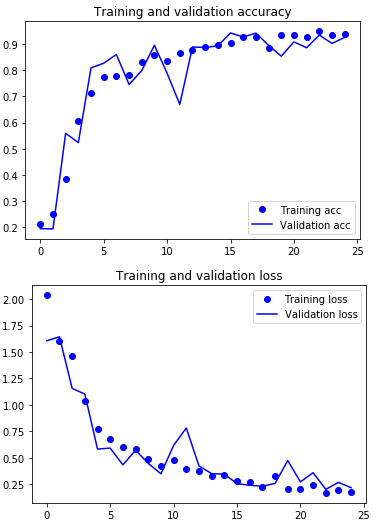 Training and validation accuracy
0.9
0.8
0.7
0.6
0.5
0.4
0.3
0.2
Training acc
Validation acc
0 5 10 15 20 25
Training and validation loss
2.00
1.75
1.50
1.25
1.00
0.75
0.50
0.25
Training loss
Validation loss
0 5 10 15 20 25